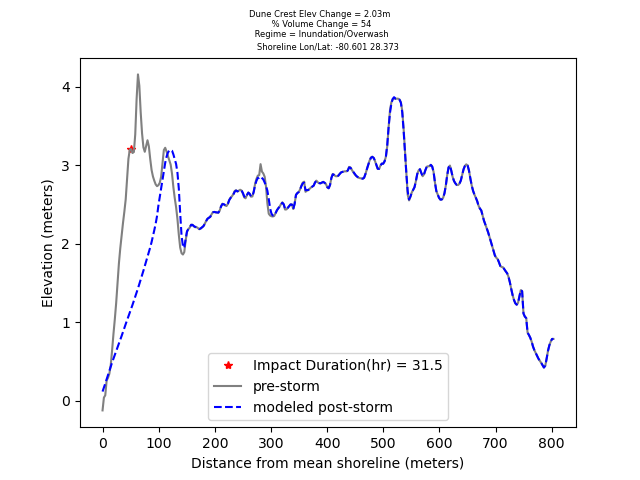 Dune Crest Elev Change = 2.03m
% Volume Change = 54
Regime = Inundation/Overwash
Shoreline Lon/Lat: -80.601 28.373
Elevation (meters)
4
3
2
1
0
Impact Duration(hr) = 31.5
pre-storm
modeled post-storm
0 100 200 300 400 500 600 700 800
Distance from mean shoreline (meters)